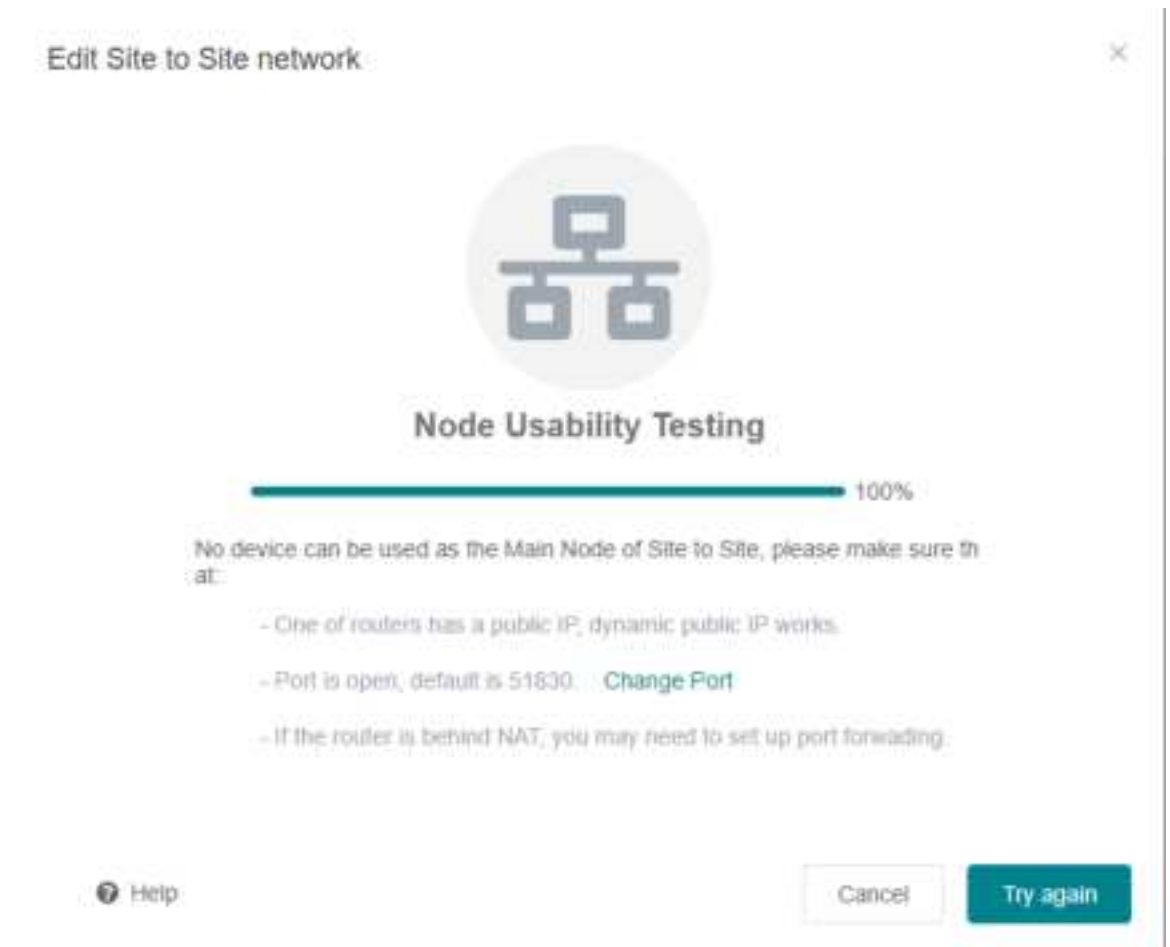 Edit Site to Site network
Node Usability Testing
100%
No device can be used as the Main Node of Site to Site, please make sure th
at:
- One of routers has a public IP, dynamic public IP works.
- Port is open, default is 51830. Change Port
- If the router is behind NAT, you may need to set up port forwading.
Help
Cancel
Try again